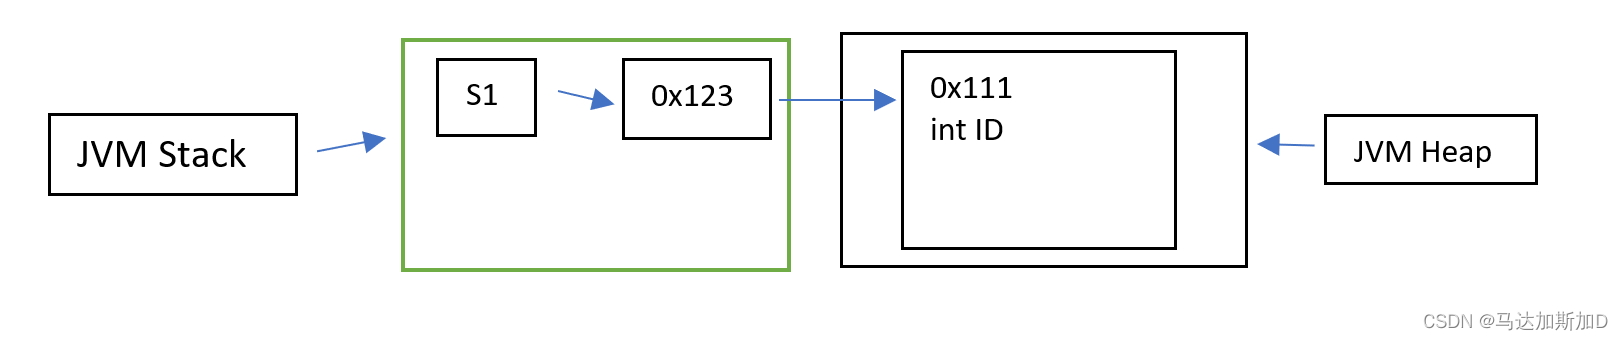 JVM Stack
S1
0x123
0x111
int ID
JVM Heap
CSDN @马达加斯加D